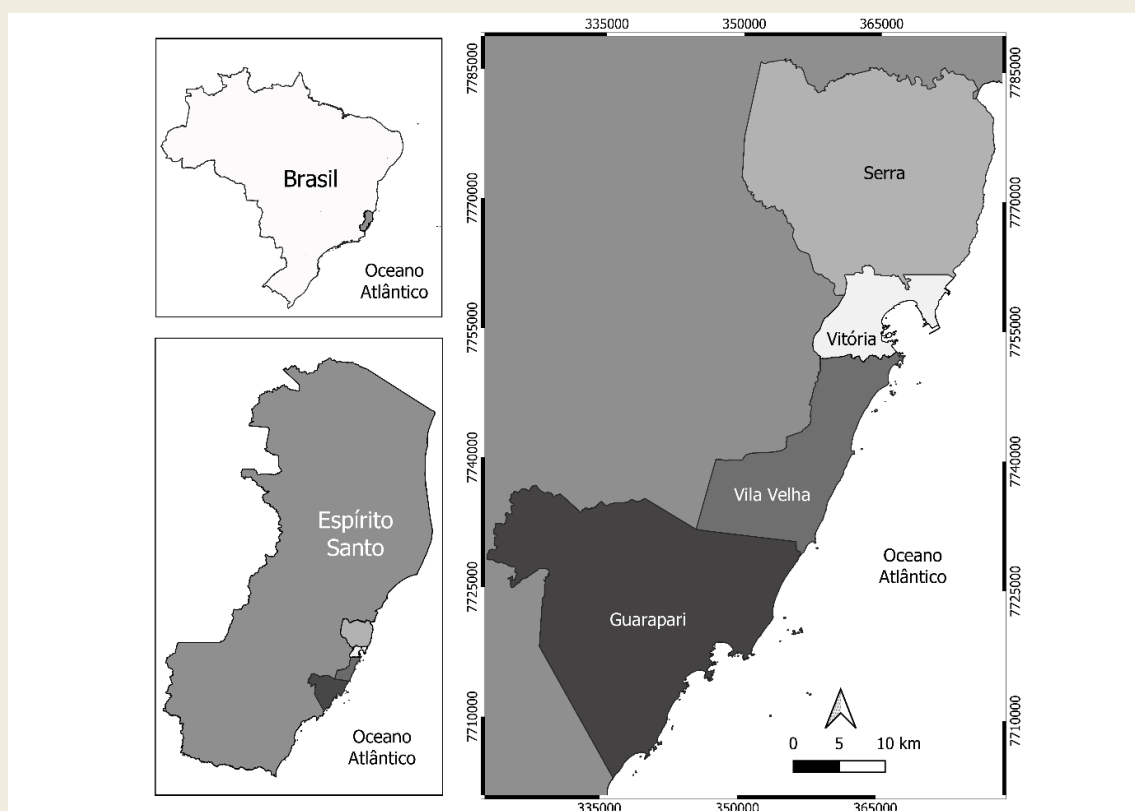 Brasil
Oceano
Atlântico
Espírito
Santo
Oceano
Atlântico
335000 350000 365000
7785000 7785000
Serra
7770000 7770000
7755000 7755000
Vitória
7740000 7740000
Vila Velha
Oceano
Atlântico
7725000 7725000
Guarapari
7710000 7710000
0 5 10 km
335000 350000 365000